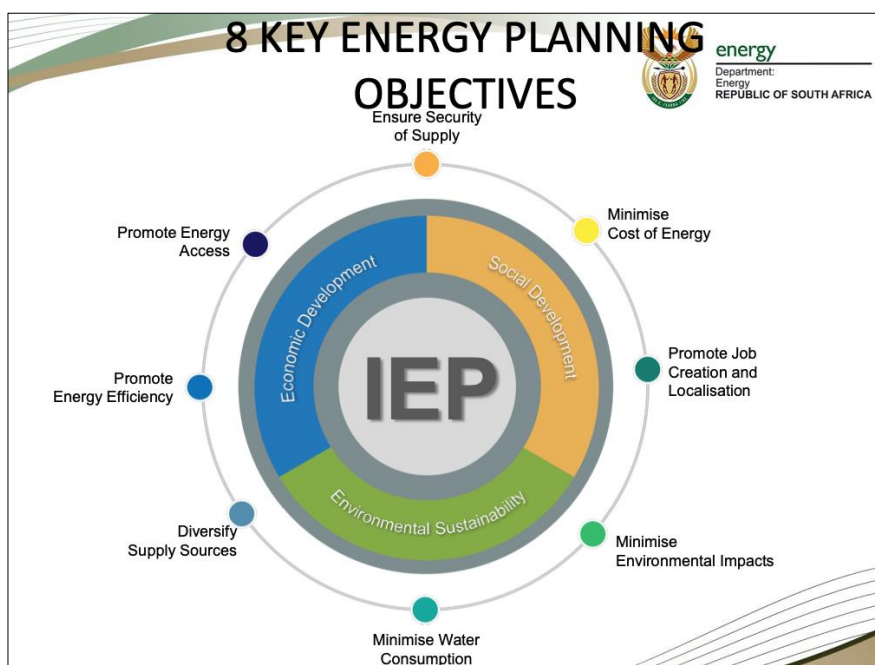 8 KEY ENERGY PLANNING
OBJECTIVES
energy
Department:
Energy
REPUBLIC OF SOUTH AFRICA
Ensure Security
of Supply
Minimise
Cost of Energy
Promote Job
Creation and
Localisation
Minimise
Environmental Impacts
Minimise Water
Consumption
Diversify
Supply Sources
Promote
Energy Efficiency
Promote Energy
Access
Economic Development
Social Development
Environmental Sustainability
IEP